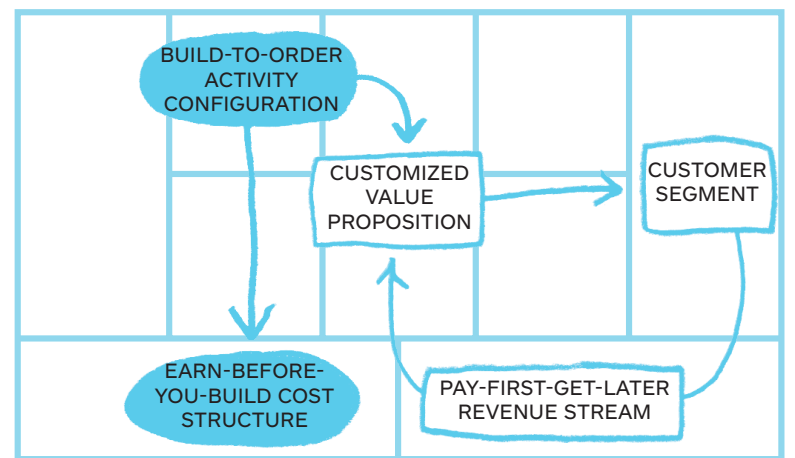 BUILD-TO-ORDER
ACTIVITY
CONFIGURATION
CUSTOMIZED
VALUE
PROPOSITION
CUSTOMER
SEGMENT
EARN-BEFORE-
YOU-BUILD COST
STRUCTURE
PAY-FIRST-GET-LATER
REVENUE STREAM